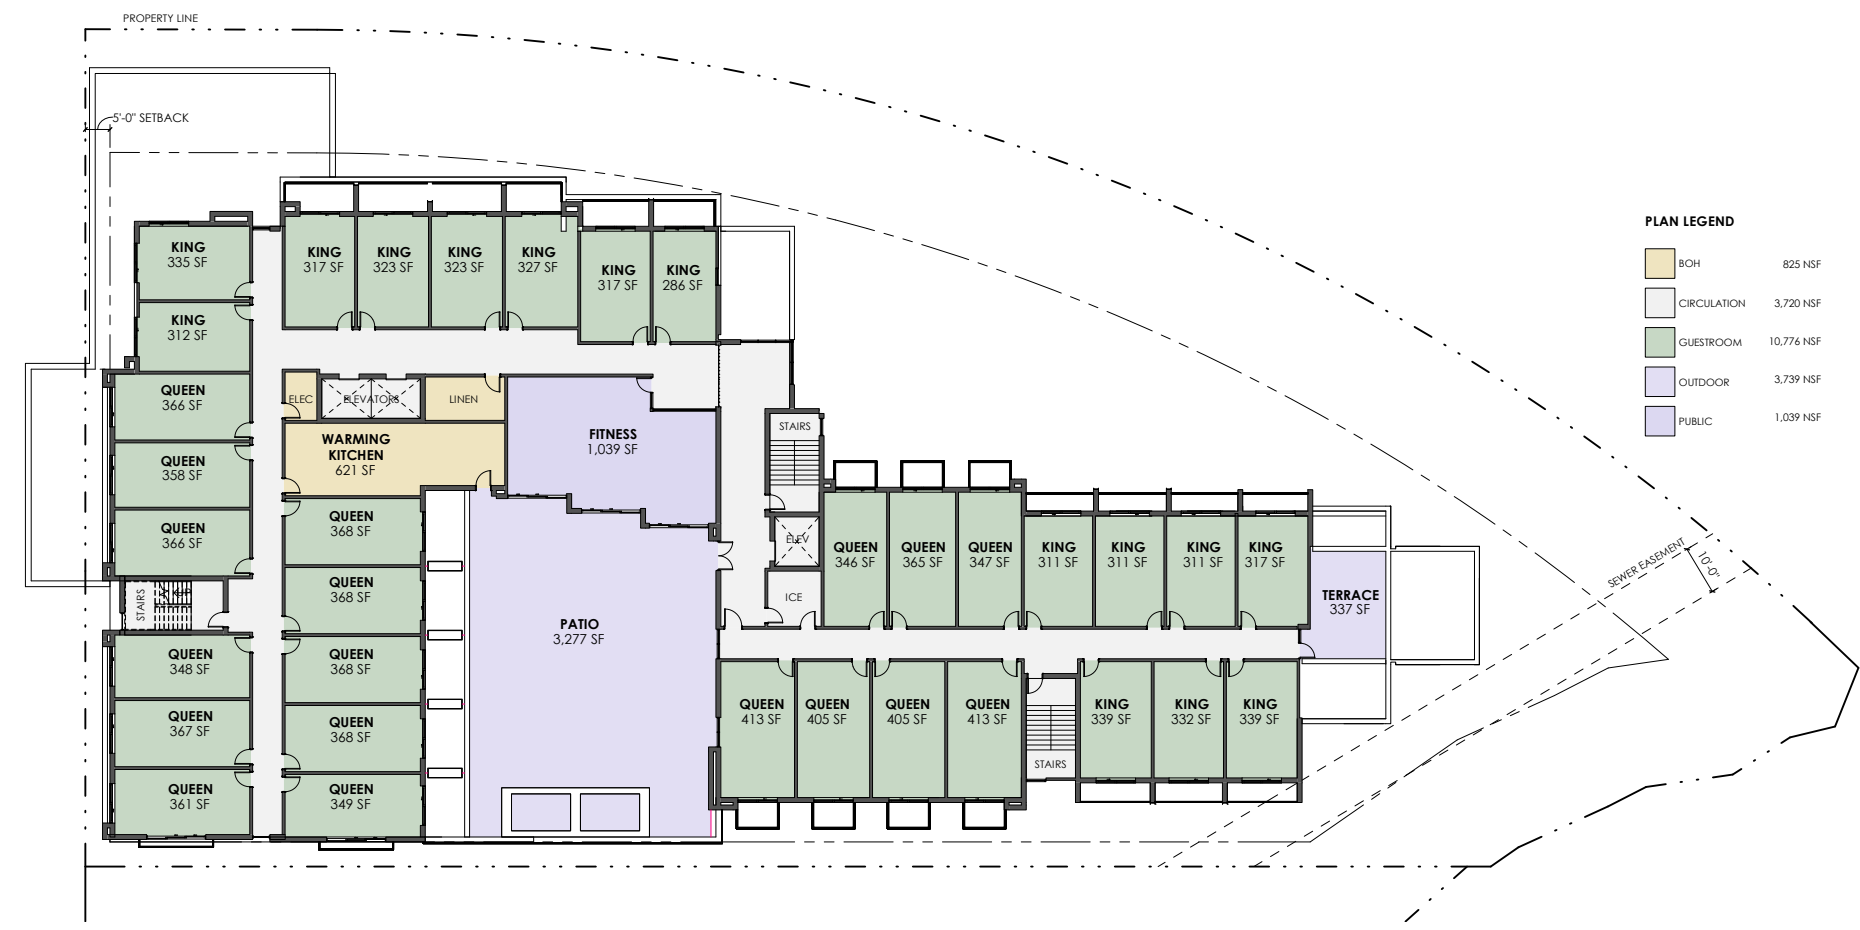 PROPERTY LINE
5'-0" SETBACK
PLAN LEGEND
BOH 825 NSF
CIRCULATION 3,720 NSF
GUESTROOM 10,776 NSF
OUTDOOR 3,739 NSF
PUBLIC 1,039 NSF
KING
335 SF
KING
317 SF
KING
323 SF
KING
323 SF
KING
327 SF
KING
317 SF
KING
286 SF
KING
312 SF
QUEEN
366 SF
ELEC
ELEVATORS
LINEN
FITNESS
1,039 SF
STAIRS
WARMING
KITCHEN
621 SF
QUEEN
358 SF
QUEEN
366 SF
QUEEN
368 SF
ELEV
QUEEN
346 SF
QUEEN
365 SF
QUEEN
347 SF
KING
311 SF
KING
311 SF
KING
311 SF
KING
317 SF
SEWER EASEMENT
10'-0"
STAIRS
UP
QUEEN
368 SF
ICE
TERRACE
337 SF
PATIO
3,277 SF
QUEEN
348 SF
QUEEN
368 SF
QUEEN
367 SF
QUEEN
368 SF
QUEEN
413 SF
QUEEN
405 SF
QUEEN
405 SF
QUEEN
413 SF
KING
339 SF
KING
332 SF
KING
339 SF
STAIRS
QUEEN
361 SF
QUEEN
349 SF